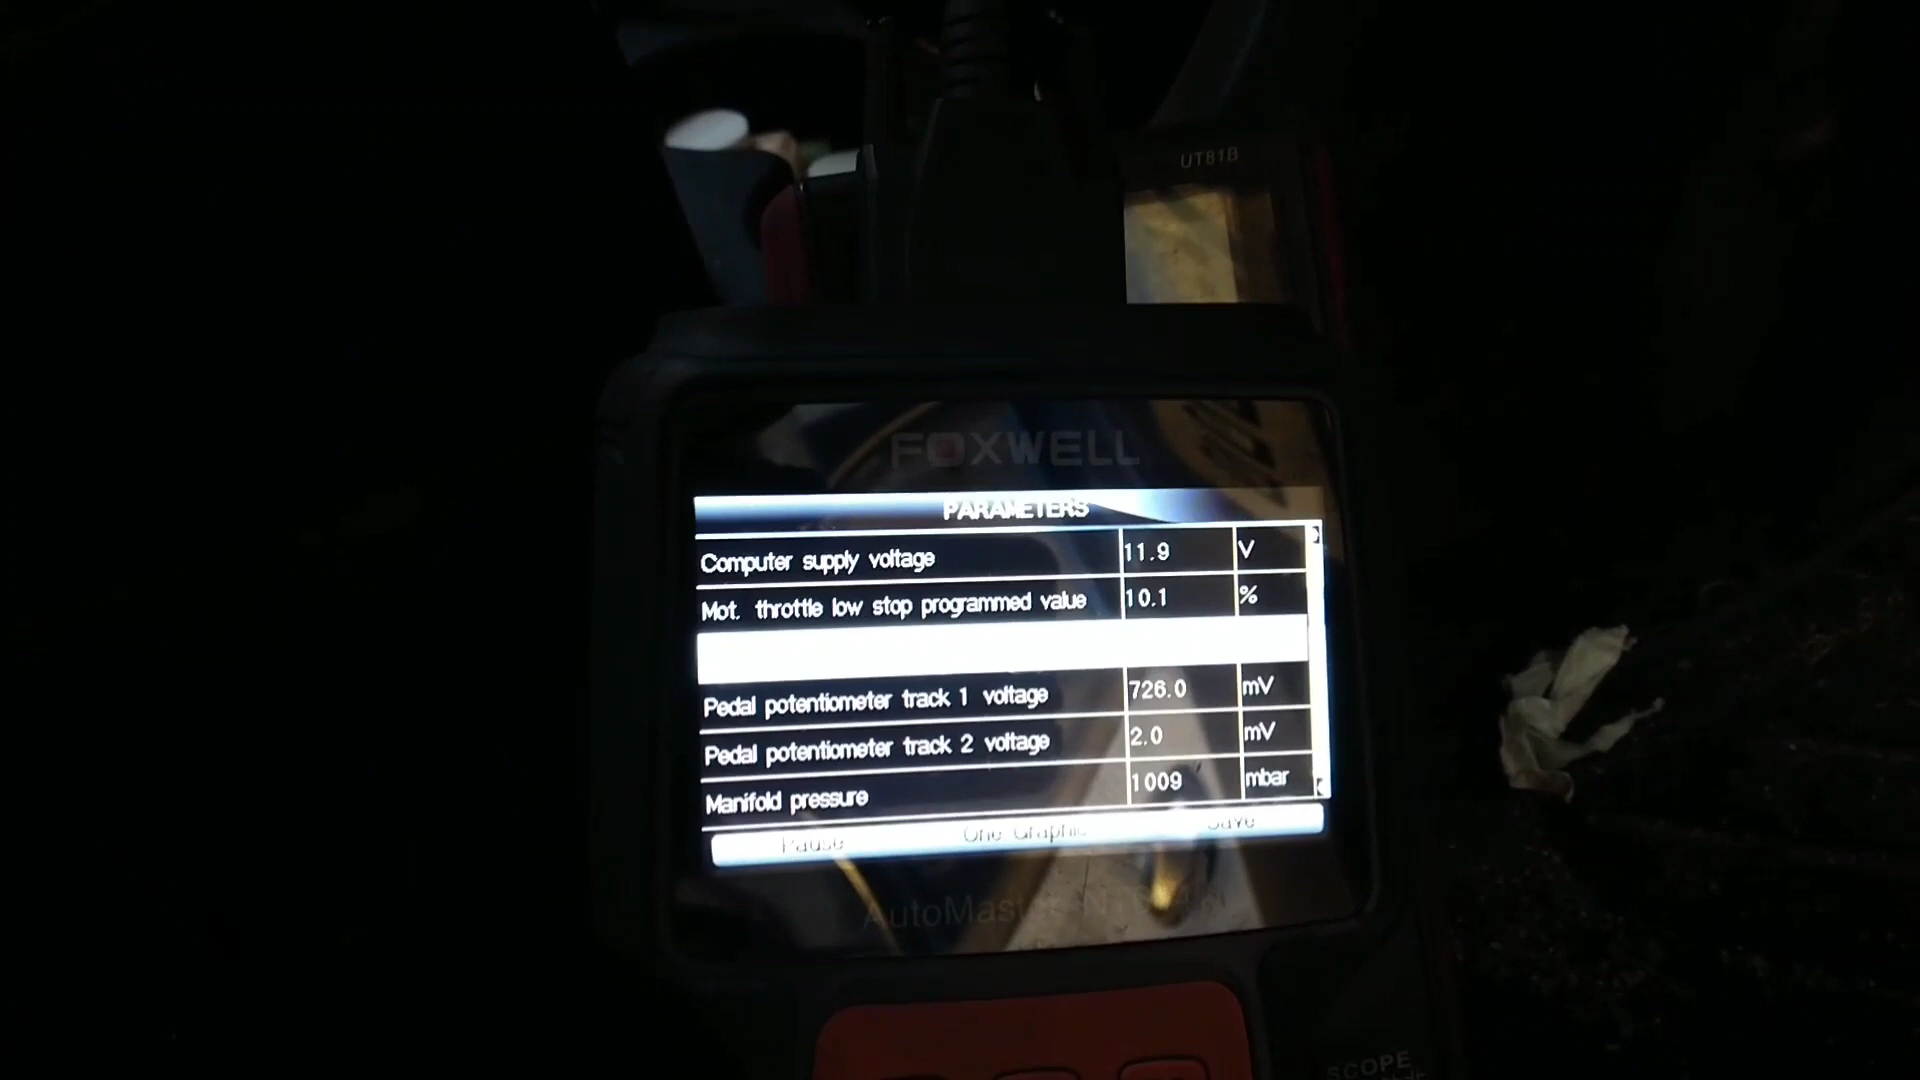 UT81B
FOXWELL
PARAMETERS
Computer supply voltage 11.9 V
Mot. throttle low stop programmed value 10.1 %
Pedal potentiometer track 1 voltage 726.0 mV
Pedal potentiometer track 2 voltage 2.0 mV
Manifold pressure 1009 mbar
Pause One Graphic Save
AutoMaster
SCOPE